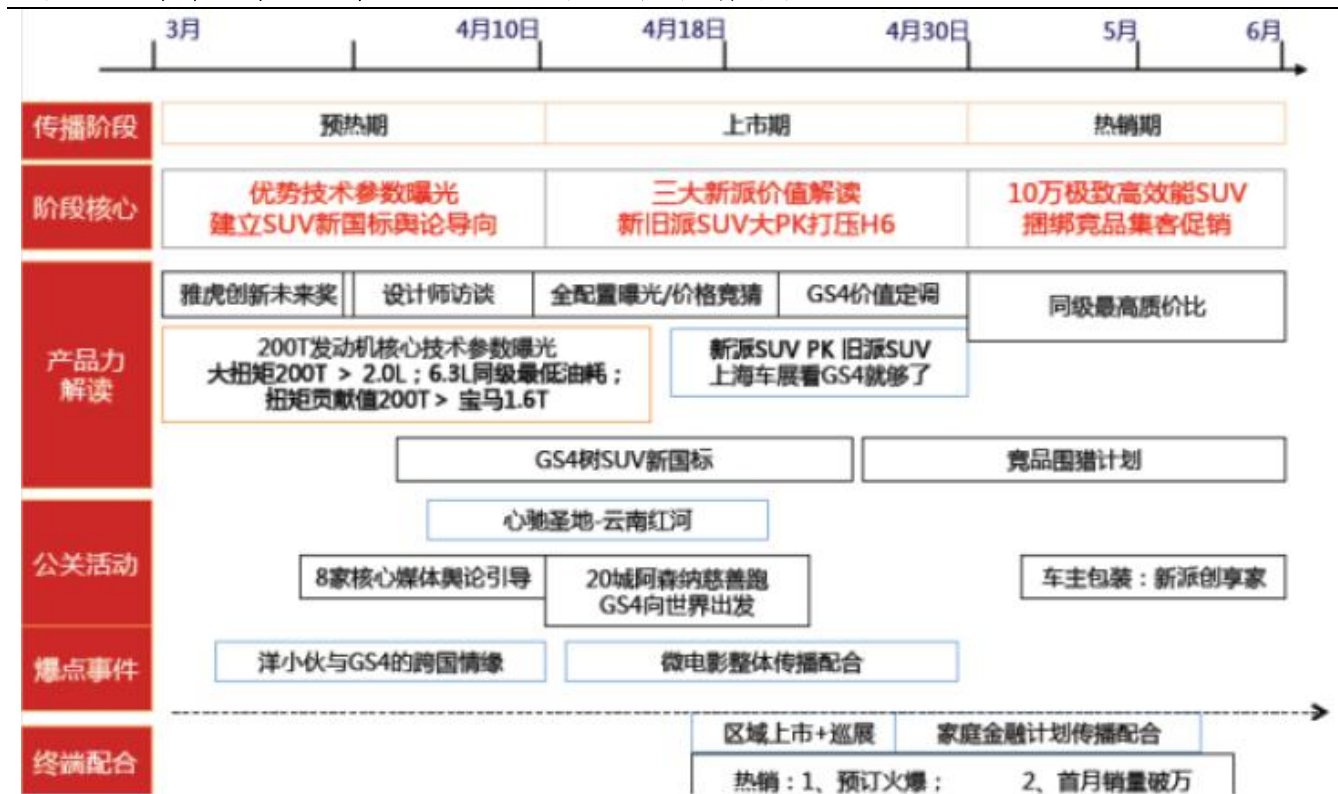 3月
4月10日
4月18日
4月30日
5月
6月
传播阶段
预热期
上市期
热销期
阶段核心
优势技术参数曝光
建立SUV新国标舆论导向
三大新派价值解读
新旧派SUV大PK打压H6
10万极致高效能SUV
捆绑竞品集客促销
产品力
解读
雅虎创新未来奖
设计师访谈
全配置曝光/价格竞猜
GS4价值定调
同级最高质价比
200T发动机核心技术参数曝光
大扭矩200T > 2.0L；6.3L同级最低油耗；
扭矩贡献值200T> 宝马1.6T
新派SUV PK 旧派SUV
上海车展看GS4就够了
GS4树SUV新国标
竞品围猎计划
公关活动
心驰圣地-云南红河
8家核心媒体舆论引导
20城阿森纳慈善跑
GS4向世界出发
车主包装：新派创享家
爆点事件
洋小伙与GS4的跨国情缘
微电影整体传播配合
终端配合
区域上市+巡展
家庭金融计划传播配合
热销：1、预订火爆； 2、首月销量破万